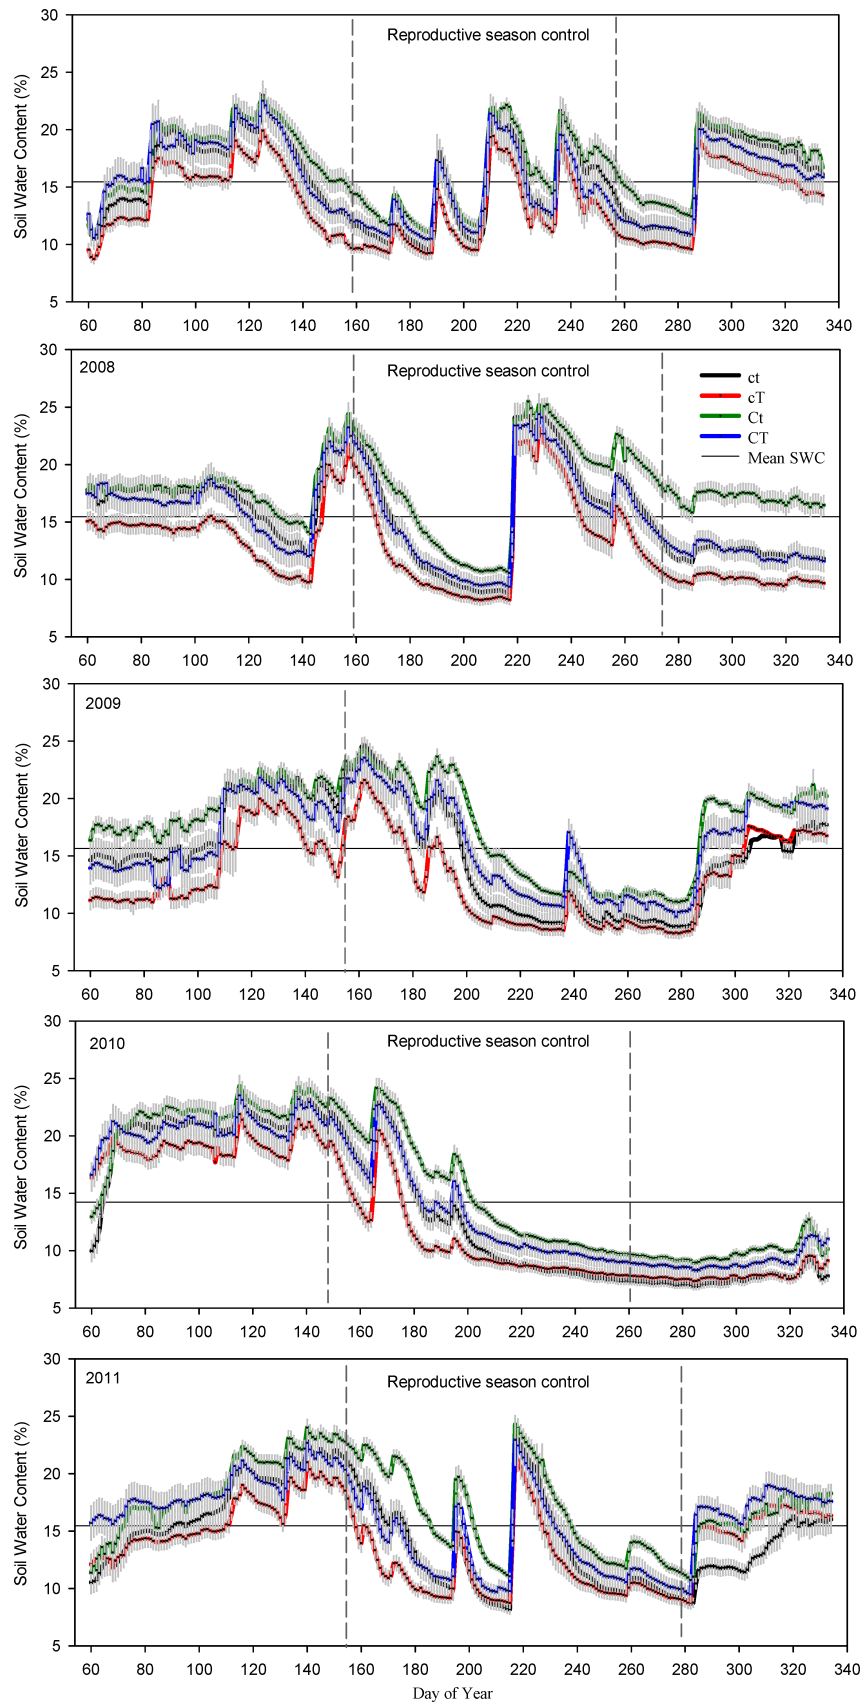 Reproductive season control
Soil Water Content (%)
30
25
20
15
10
5
60 80 100 120 140 160 180 200 220 240 260 280 300 320 340
2008
Reproductive season control
ct
cT
Ct
CT
Mean SWC
Soil Water Content (%)
30
25
20
15
10
5
60 80 100 120 140 160 180 200 220 240 260 280 300 320 340
2009
Soil Water Content (%)
30
25
20
15
10
5
60 80 100 120 140 160 180 200 220 240 260 280 300 320 340
2010
Reproductive season control
Soil Water Content (%)
30
25
20
15
10
5
60 80 100 120 140 160 180 200 220 240 260 280 300 320 340
2011
Reproductive season control
Soil Water Content (%)
30
25
20
15
10
5
60 80 100 120 140 160 180 200 220 240 260 280 300 320 340
Day of Year